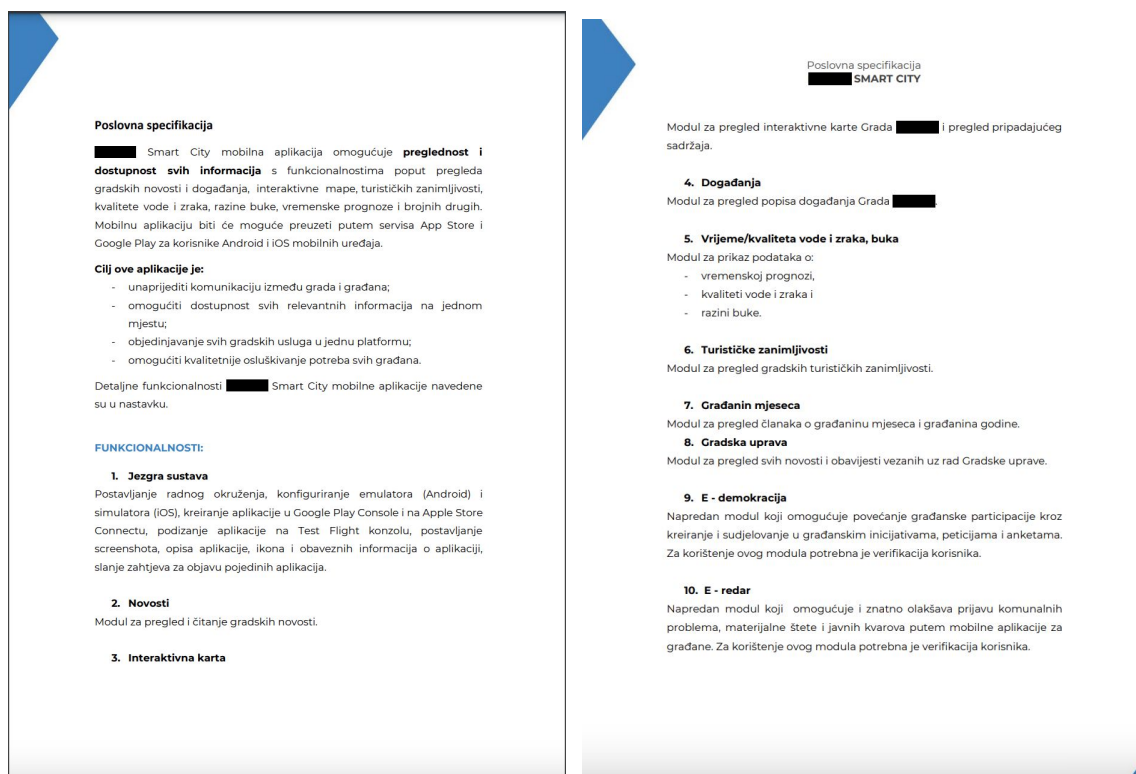 Poslovna specifikacija
Smart City mobilna aplikacija omogućuje preglednost i
dostupnost svih informacija s funkcionalnostima poput pregleda
gradskih novosti i događanja, interaktivne mape, turističkih zanimljivosti,
kvalitete vode i zraka, razine buke, vremenske prognoze i brojnih drugih.
Mobilnu aplikaciju biti će moguće preuzeti putem servisa App Store i
Google Play za korisnike Android i iOS mobilnih uređaja.
Cilj ove aplikacije je:
- unaprijediti komunikaciju između grada i građana;
- omogućiti dostupnost svih relevantnih informacija na jednom
mjestu;
- objedinjavanje svih gradskih usluga u jednu platformu;
- omogućiti kvalitetnije osluškivanje potreba svih građana.
Detaljne funkcionalnosti Smart City mobilne aplikacije navedene
su u nastavku.
FUNKCIONALNOSTI:
1. Jezgra sustava
Postavljanje radnog okruženja, konfiguriranje emulatora (Android) i
simulatora (iOS), kreiranje aplikacije u Google Play Console i na Apple Store
Connectu, podizanje aplikacije na Test Flight konzolu, postavljanje
screenshota, opisa aplikacije, ikona i obaveznih informacija o aplikaciji,
slanje zahtjeva za objavu pojedinih aplikacija.
2. Novosti
Modul za pregled i čitanje gradskih novosti.
3. Interaktivna karta
Poslovna specifikacija
SMART CITY
Modul za pregled interaktivne karte Grada i pregled pripadajućeg
sadržaja.
4. Događanja
Modul za pregled popisa događanja Grada .
5. Vrijeme/kvaliteta vode i zraka, buka
Modul za prikaz podataka o:
- vremenskoj prognozi,
- kvaliteti vode i zraka i
- razini buke.
6. Turističke zanimljivosti
Modul za pregled gradskih turističkih zanimljivosti.
7. Građanin mjeseca
Modul za pregled članaka o građaninu mjeseca i građanina godine.
8. Gradska uprava
Modul za pregled svih novosti i obavijesti vezanih uz rad Gradske uprave.
9. E - demokracija
Napredan modul koji omogućuje povećanje građanske participacije kroz
kreiranje i sudjelovanje u građanskim inicijativama, peticijama i anketama.
Za korištenje ovog modula potrebna je verifikacija korisnika.
10. E - redar
Napredan modul koji omogućuje i znatno olakšava prijavu komunalnih
problema, materijalne štete i javnih kvarova putem mobilne aplikacije za
građane. Za korištenje ovog modula potrebna je verifikacija korisnika.